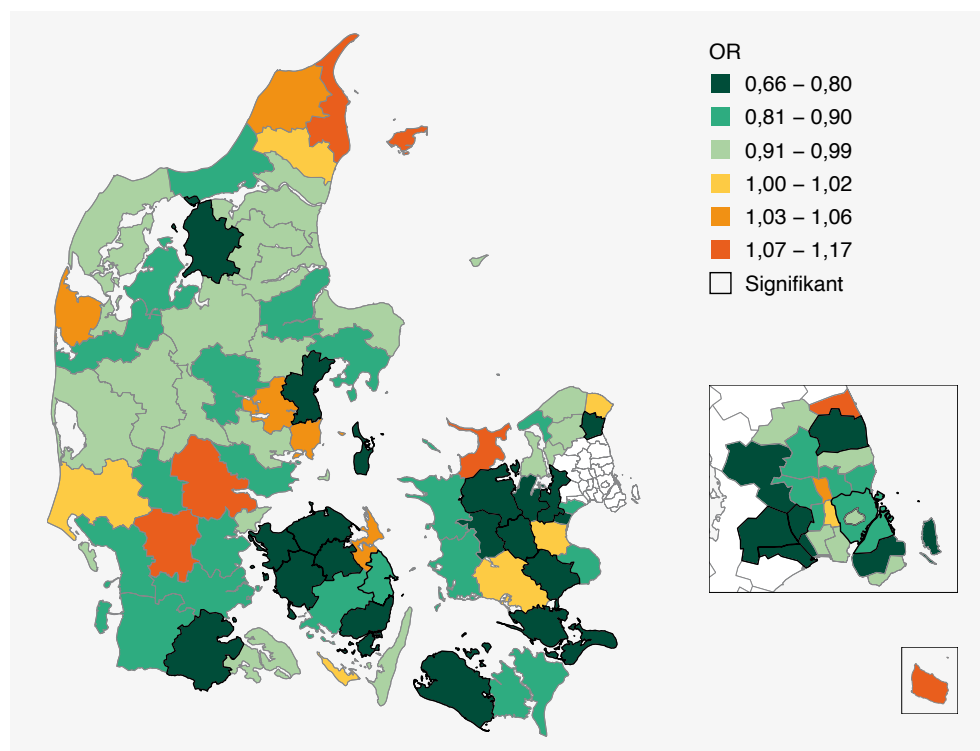 OR
0,66 – 0,80
0,81 – 0,90
0,91 – 0,99
1,00 – 1,02
1,03 – 1,06
1,07 – 1,17
Signifikant